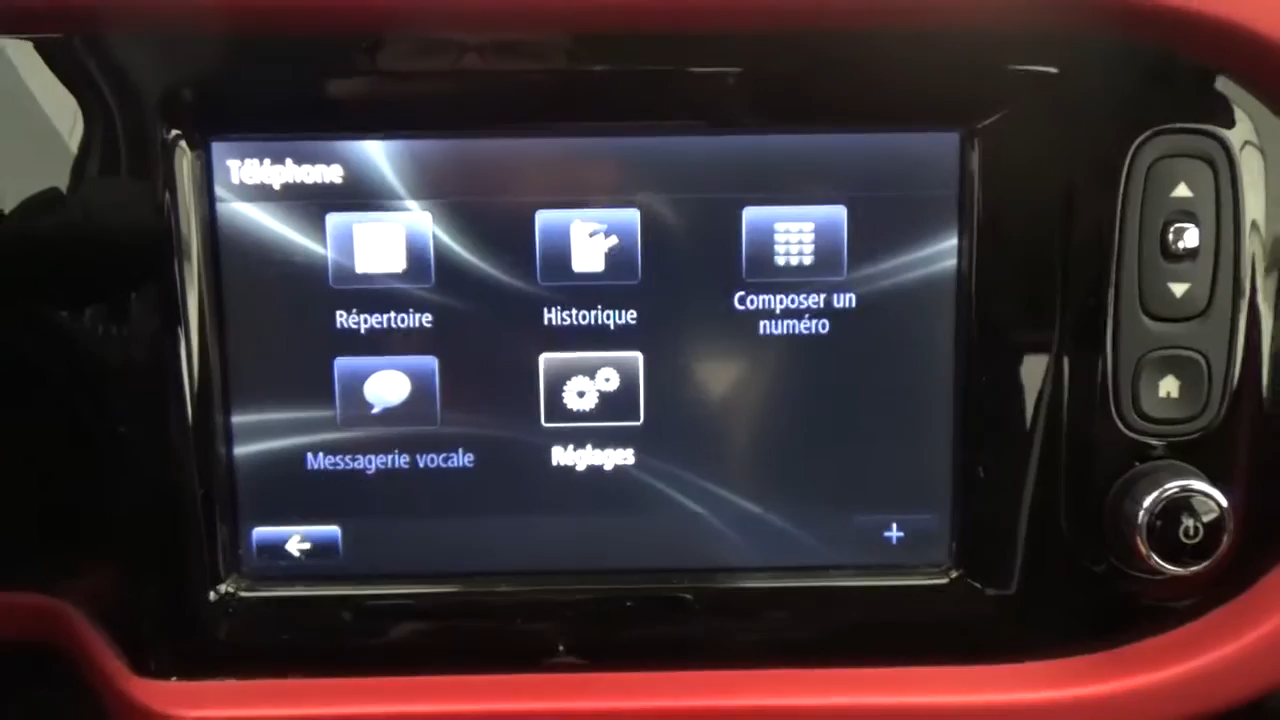 Téléphone
Répertoire
Historique
Composer un
numéro
Messagerie vocale
Réglages
+